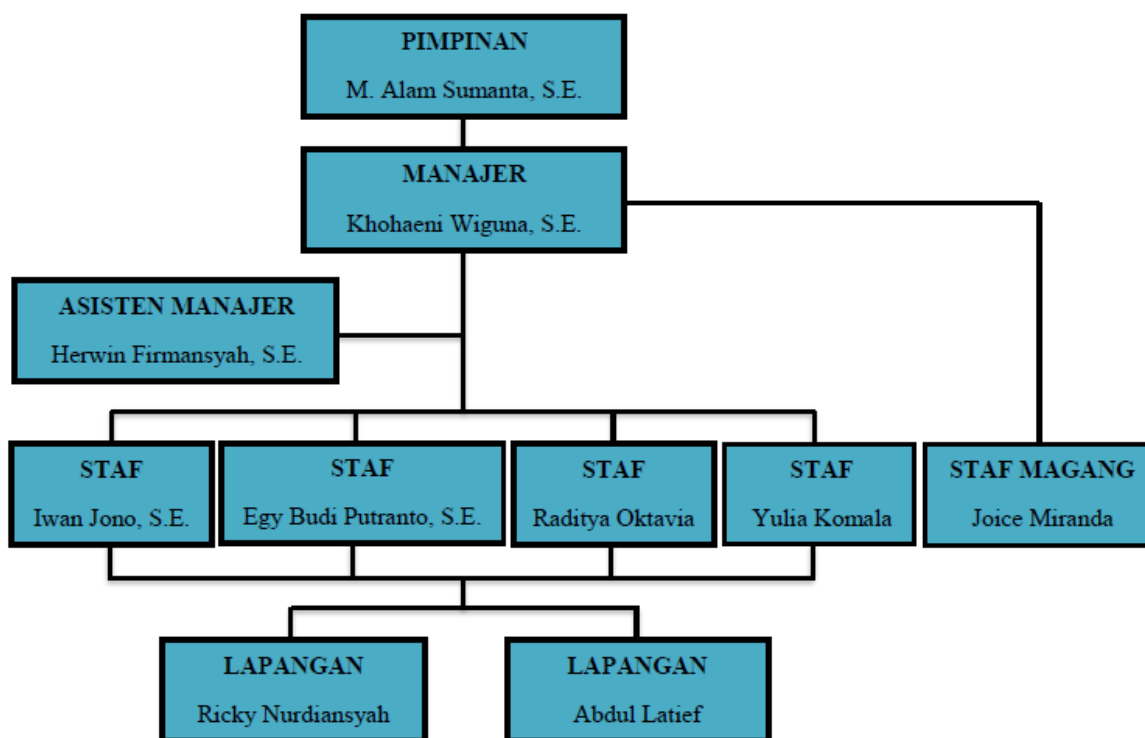 PIMPINAN
M. Alam Sumanta, S.E.
MANAJER
Khohaeni Wiguna, S.E.
ASISTEN MANAJER
Herwin Firmansyah, S.E.
STAF
Iwan Jono, S.E.
STAF
Egy Budi Putranto, S.E.
STAF
Raditya Oktavia
STAF
Yulia Komala
STAF MAGANG
Joice Miranda
LAPANGAN
Ricky Nurdiansyah
LAPANGAN
Abdul Latief